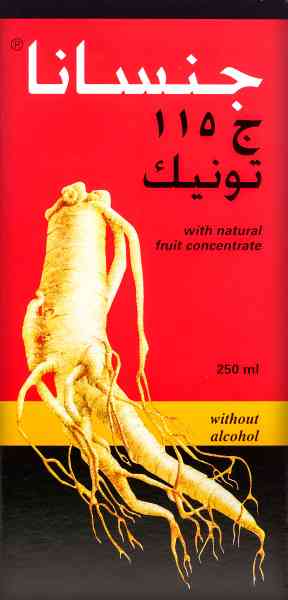 جنسانا®
ج ١١٥
تونيك
with natural
fruit concentrate
250 ml
without
alcohol